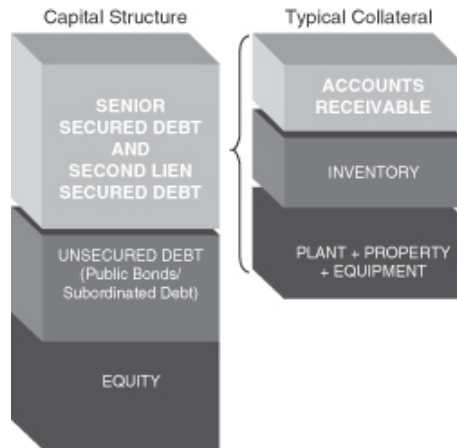 Capital Structure
SENIOR
SECURED DEBT
AND
SECOND LIEN
SECURED DEBT
UNSECURED DEBT
(Public Bonds/
Subordinated Debt)
EQUITY
Typical Collateral
ACCOUNTS
RECEIVABLE
INVENTORY
PLANT + PROPERTY
+ EQUIPMENT